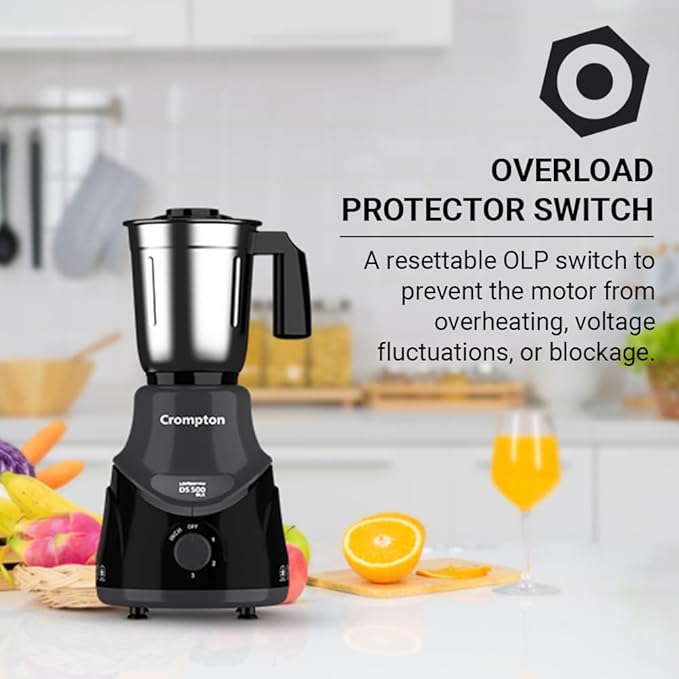 OVERLOAD
PROTECTOR SWITCH
A resettable OLP switch to
prevent the motor from
overheating, voltage
fluctuations, or blockage.
Crompton
DS 500
INCH OFF
1
2
3